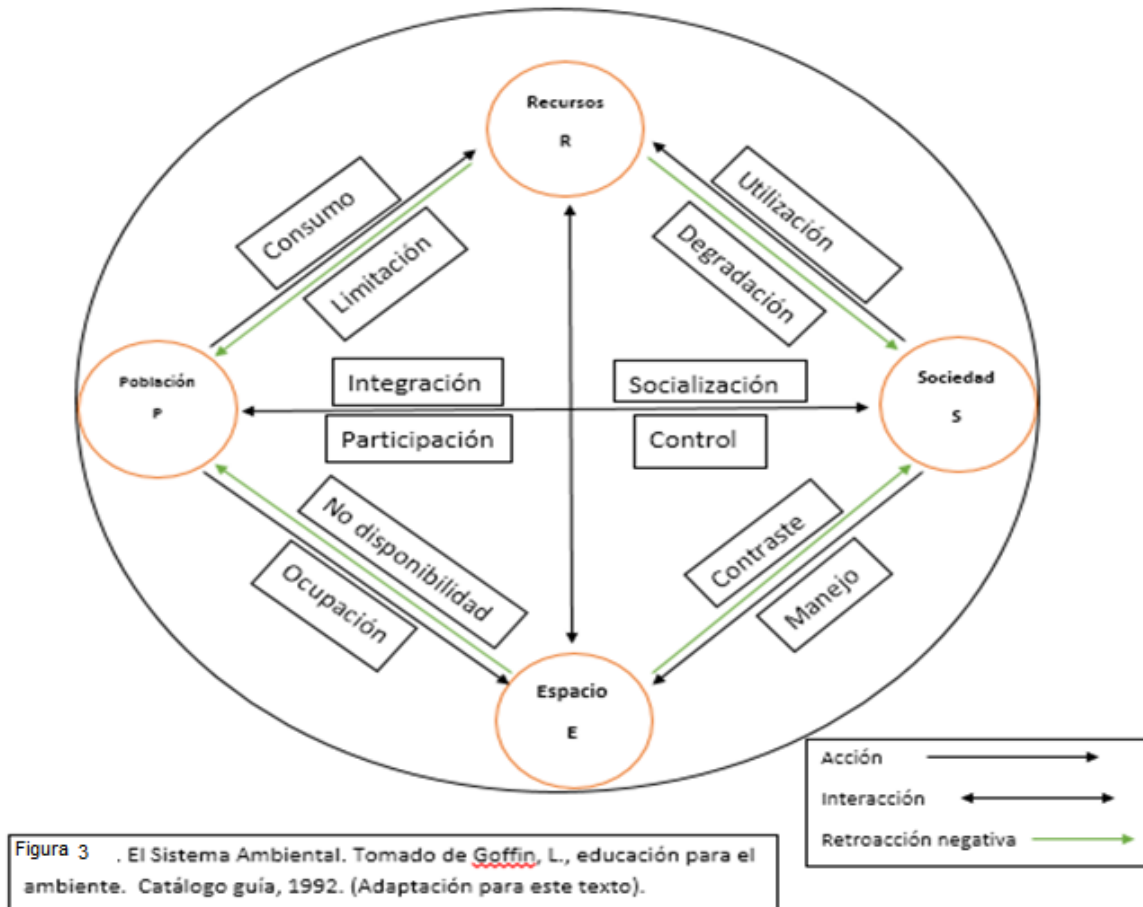 Recursos
R
Consumo
Limitación
Utilización
Degradación
Población
P
Integración
Socialización
Participación
Control
Sociedad
S
No disponibilidad
Ocupación
Contraste
Manejo
Espacio
E
Acción
Interacción
Retroacción negativa
Figura 3 . El Sistema Ambiental. Tomado de Goffin, L., educación para el
ambiente. Catálogo guía, 1992. (Adaptación para este texto).